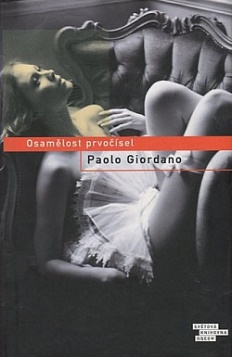 Osamělost prvočísel
Paolo Giordano
SVĚTOVÁ
KNIHOVNA
ODEON